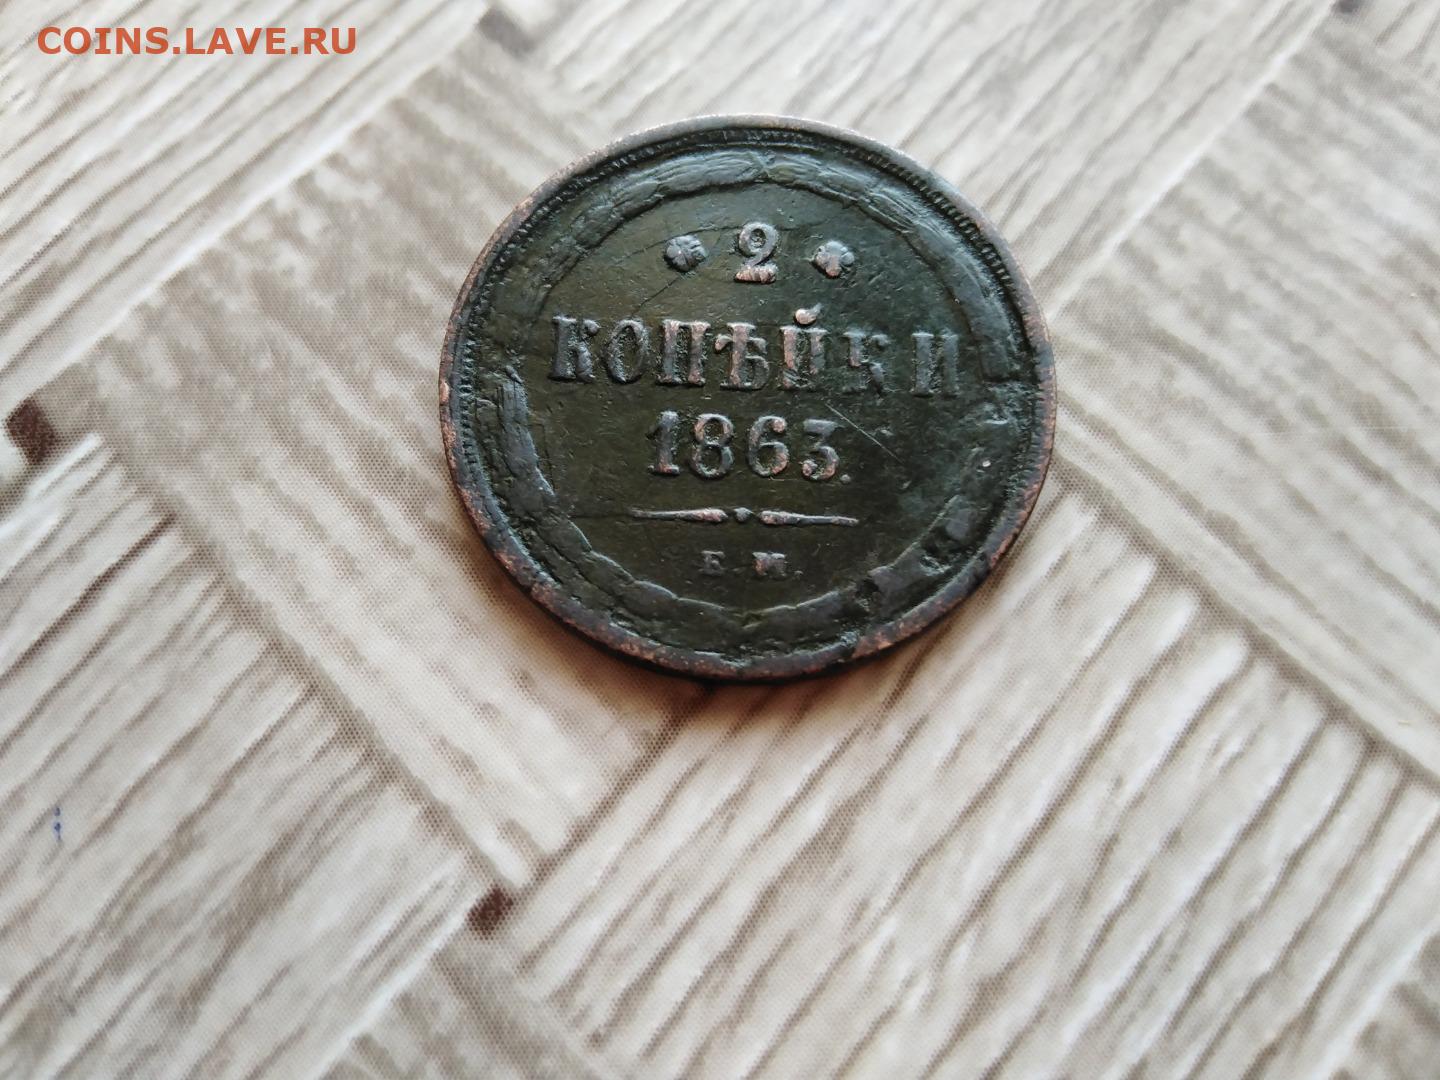 COINS.LAVE.RU
2
КОПѢЙКИ
1863.
Е.М.